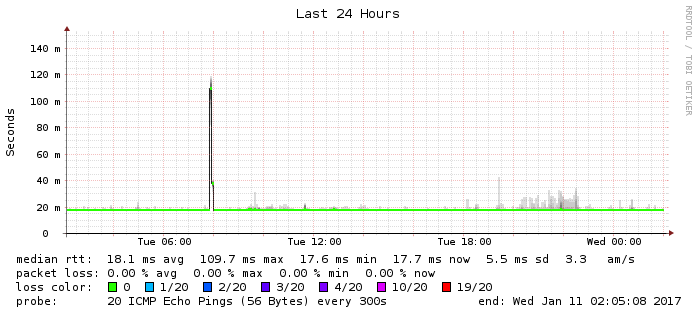 Last 24 Hours
RRDTOOL / TOBI OETIKER
Seconds
140 m
120 m
100 m
80 m
60 m
40 m
20 m
0
Tue 06:00 Tue 12:00 Tue 18:00 Wed 00:00
median rtt: 18.1 ms avg 109.7 ms max 17.6 ms min 17.7 ms now 5.5 ms sd 3.3 am/s
packet loss: 0.00 % avg 0.00 % max 0.00 % min 0.00 % now
loss color: 0 1/20 2/20 3/20 4/20 10/20 19/20
probe: 20 ICMP Echo Pings (56 Bytes) every 300s end: Wed Jan 11 02:05:08 2017